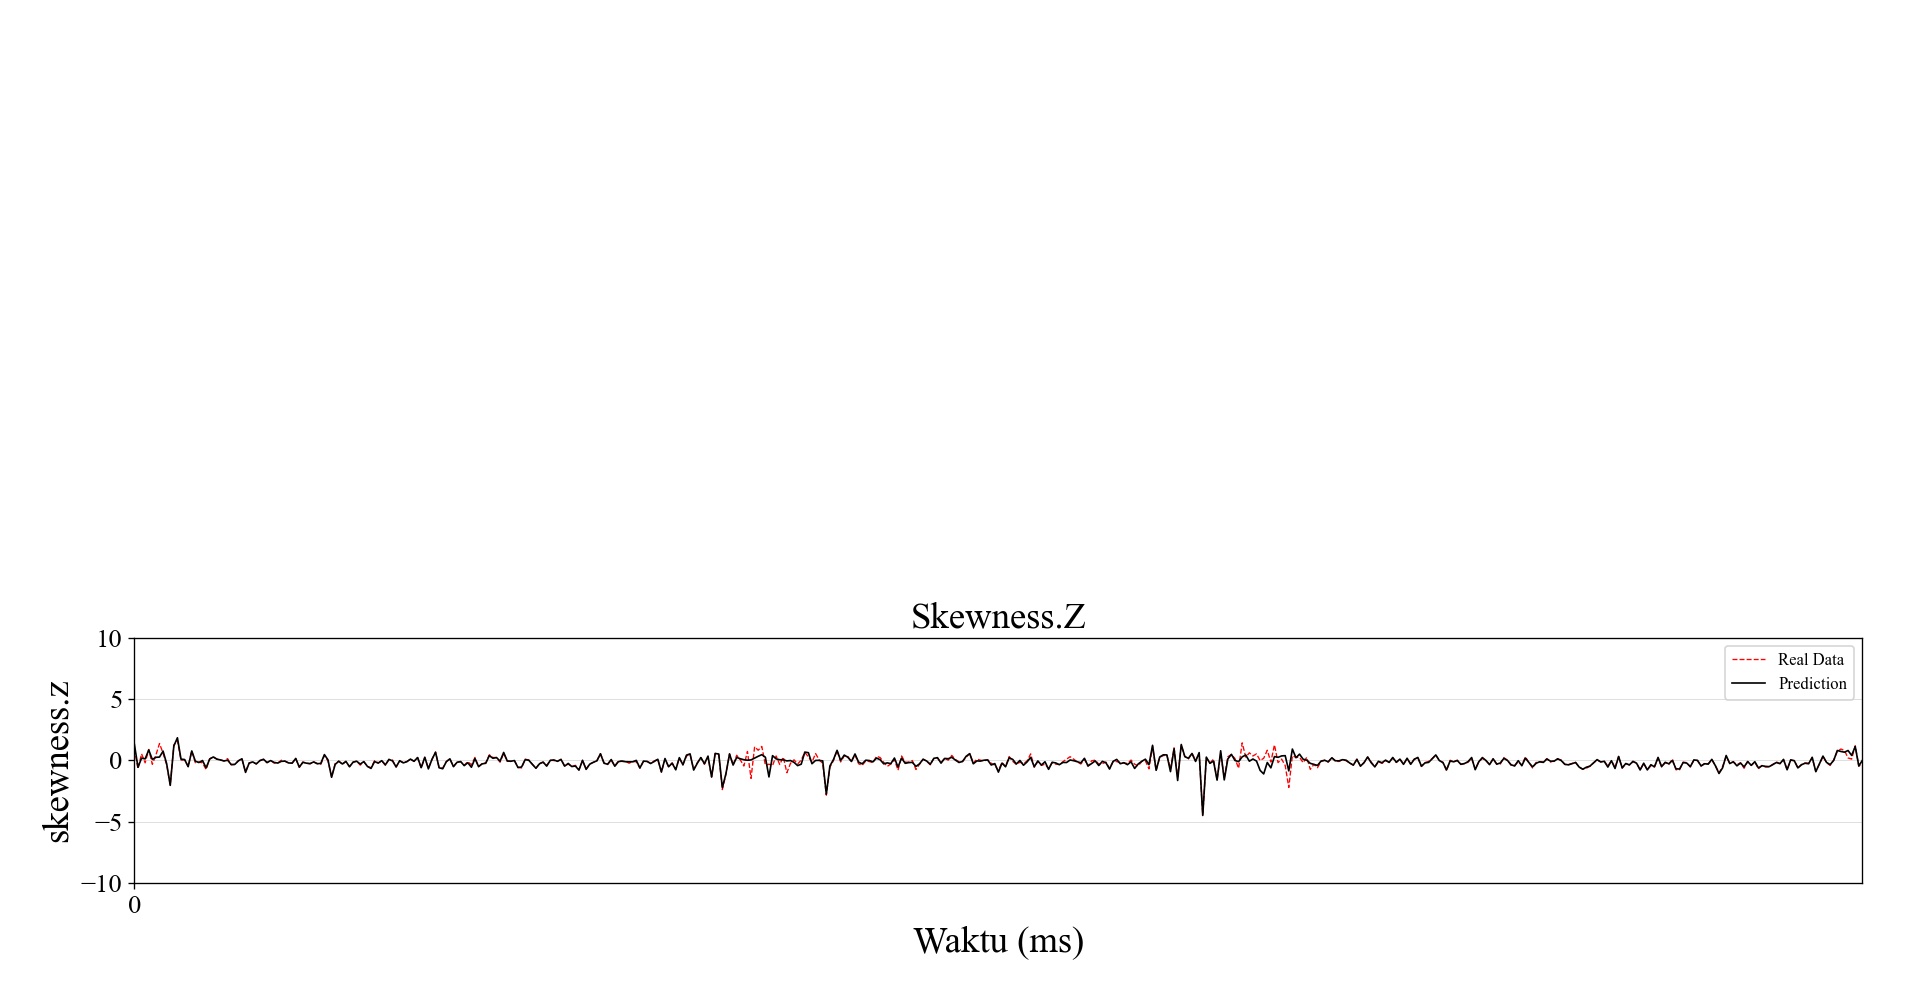 Skewness.Z
10
5
0
−5
−10
skewness.z
Real Data
Prediction
0
Waktu (ms)